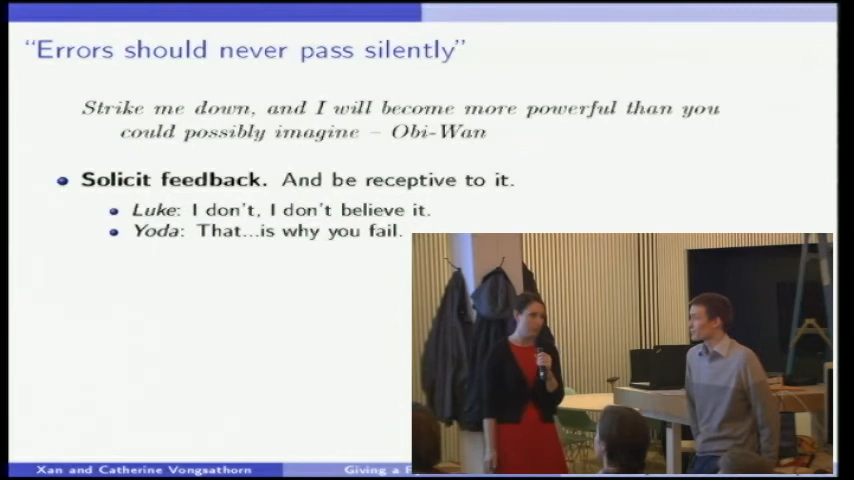 “Errors should never pass silently”
Strike me down, and I will become more powerful than you
could possibly imagine – Obi-Wan
Solicit feedback. And be receptive to it.
Luke: I don't, I don't believe it.
Yoda: That...is why you fail.
Xan and Catherine Vongsathorn
Giving a